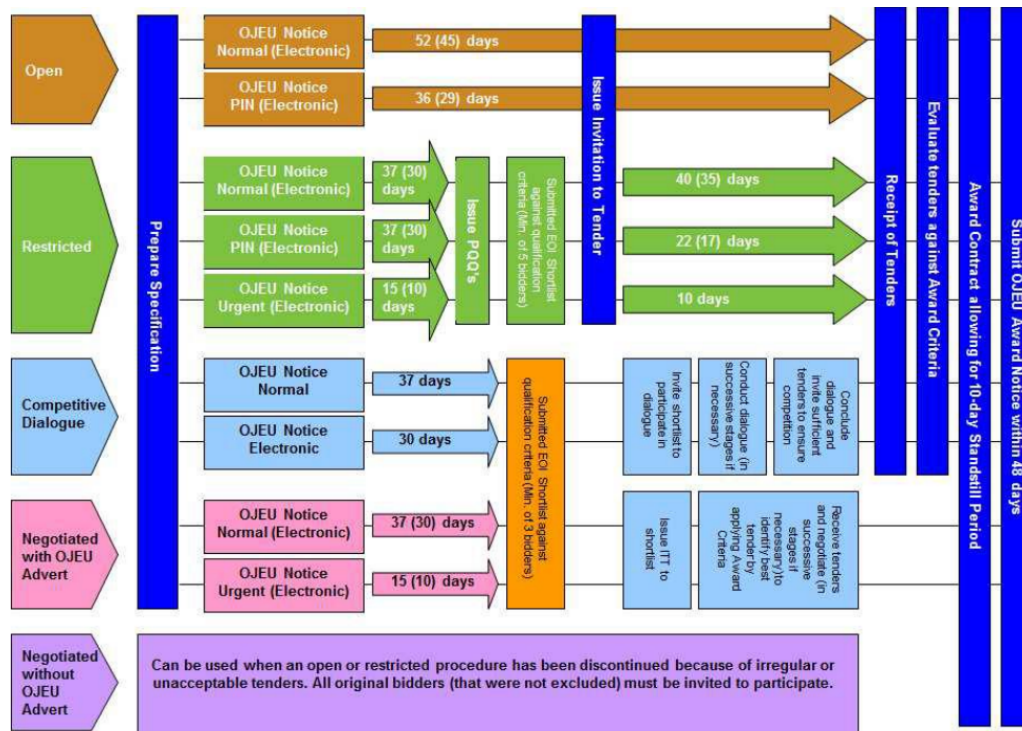 Open
Prepare Specification
OJEU Notice
Normal (Electronic)
52 (45) days
OJEU Notice
PIN (Electronic)
36 (29) days
Issue Invitation to Tender
Restricted
OJEU Notice
Normal (Electronic)
37 (30)
days
OJEU Notice
PIN (Electronic)
37 (30)
days
OJEU Notice
Urgent (Electronic)
15 (10)
days
Issue PQQ's
Submitted EOI Shortlist
against qualification
criteria (Min. of 5 bidders)
40 (35) days
22 (17) days
10 days
Receipt of Tenders
Evaluate tenders against Award Criteria
Award Contract allowing for 10-day Standstill Period
Submit OJEU Award Notice within 48 days
Competitive
Dialogue
OJEU Notice
Normal
37 days
OJEU Notice
Electronic
30 days
Submitted EOI Shortlist against
qualification criteria (Min. of 3 bidders)
Invite shortlist to
participate in
dialogue
Conduct dialogue (in
successive stages if
necessary)
Conclude
dialogue and
invite sufficient
tenders to ensure
competition
Negotiated
with OJEU
Advert
OJEU Notice
Normal (Electronic)
37 (30) days
OJEU Notice
Urgent (Electronic)
15 (10) days
Issue ITT to
shortlist
Receive tenders
and negotiate (in
successive
stages if
necessary)to
identify best
tender by
applying Award
Criteria
Negotiated
without
OJEU
Advert
Can be used when an open or restricted procedure has been discontinued because of irregular or
unacceptable tenders. All original bidders (that were not excluded) must be invited to participate.